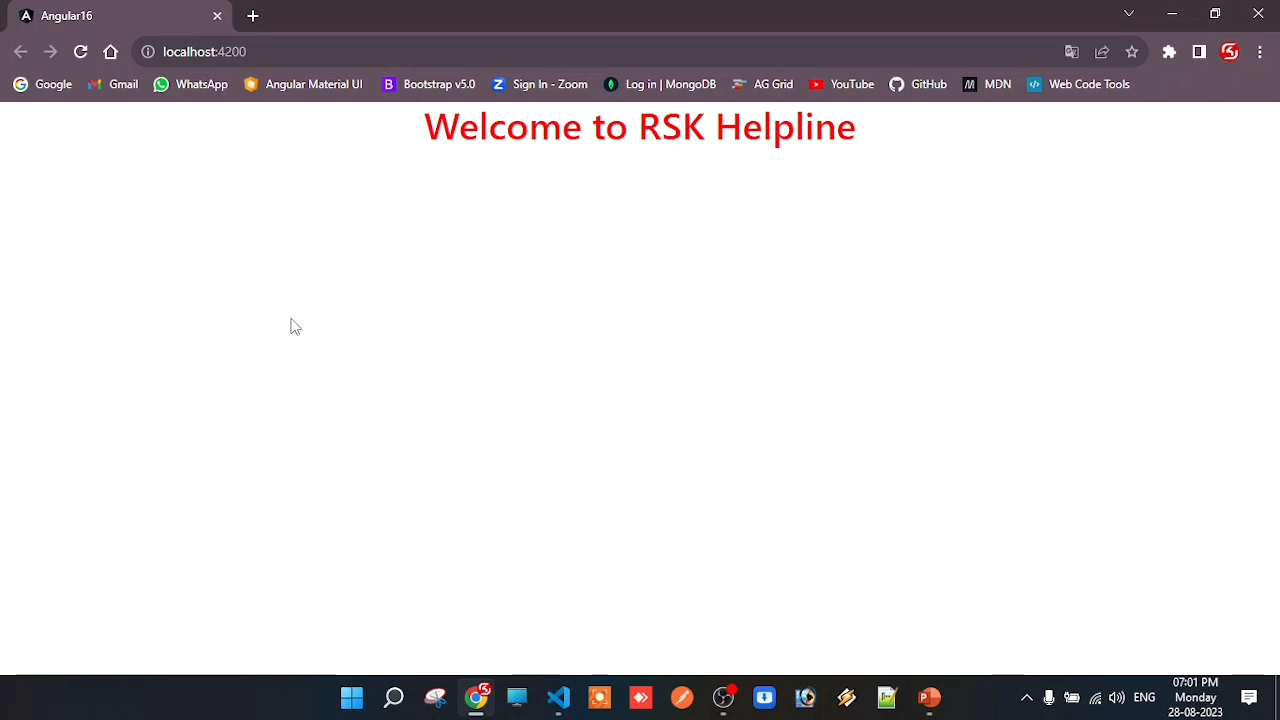 Angular16
localhost:4200
Google Gmail WhatsApp Angular Material UI Bootstrap v5.0 Sign In - Zoom Log in | MongoDB AG Grid YouTube GitHub MDN Web Code Tools
Welcome to RSK Helpline
07:01 PM
ENG Monday
28-08-2023